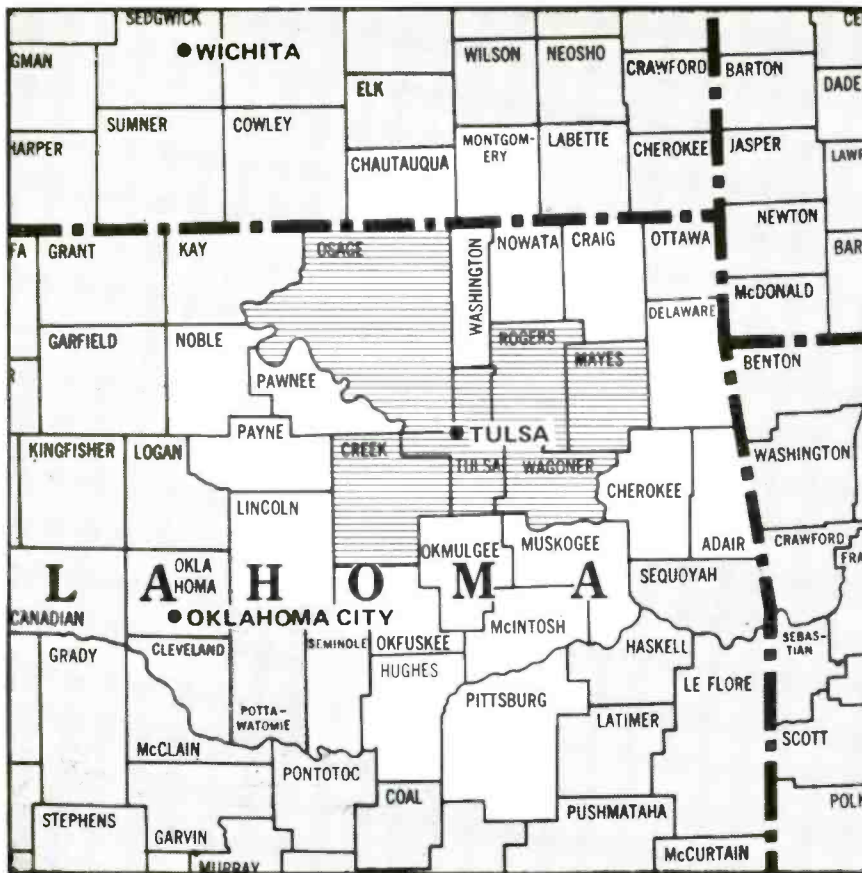 SEDGWICK
WICHITA
GMAN
ELK
WILSON
NEOSHO
CRAWFORD
BARTON
DADE
SUMNER
COWLEY
HARPER
CHAUTAUQUA
MONTGOM-
ERY
LABETTE
CHEROKEE
JASPER
LAWR
NEWTON
BAR
McDONALD
FA
GRANT
KAY
OSAGE
WASHINGTON
NOWATA
CRAIG
OTTAWA
DELAWARE
GARFIELD
NOBLE
ROGERS
MAYES
BENTON
PAWNEE
PAYNE
TULSA
KINGFISHER
LOGAN
CREEK
TULSA
WAGONER
CHEROKEE
WASHINGTON
LINCOLN
OKMULGEE
MUSKOGEE
ADAIR
CRAWFORD
FRA
LAHOMA
OKLA
HOMA
SEQUOYAH
CANADIAN
OKLAHOMA CITY
McINTOSH
SEBAS-
TIAN
GRADY
CLEVELAND
SEMINOLE
OKFUSKEE
HUGHES
HASKELL
LE FLORE
POTTA-
WATOMIE
PITTSBURG
LATIMER
McCLAIN
SCOTT
PONTOTOC
COAL
PUSHMATAHA
POLK
STEPHENS
GARVIN
MURRAY
McCURTAIN